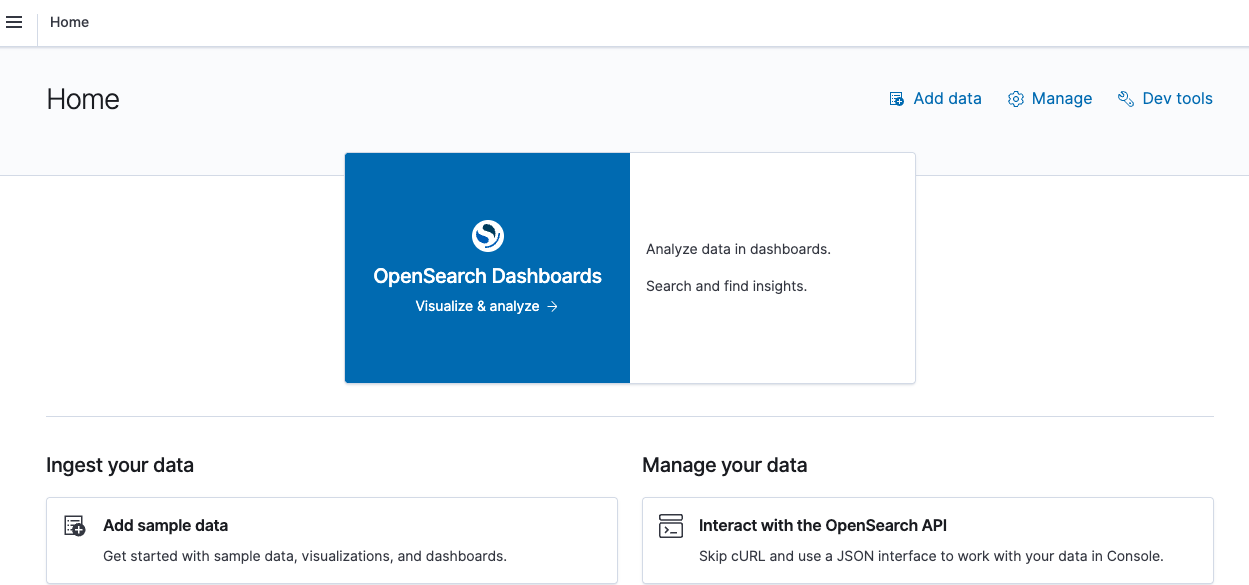 Home
Home
Add data
Manage
Dev tools
OpenSearch Dashboards
Visualize & analyze →
Analyze data in dashboards.
Search and find insights.
Ingest your data
Add sample data
Get started with sample data, visualizations, and dashboards.
Manage your data
Interact with the OpenSearch API
Skip cURL and use a JSON interface to work with your data in Console.